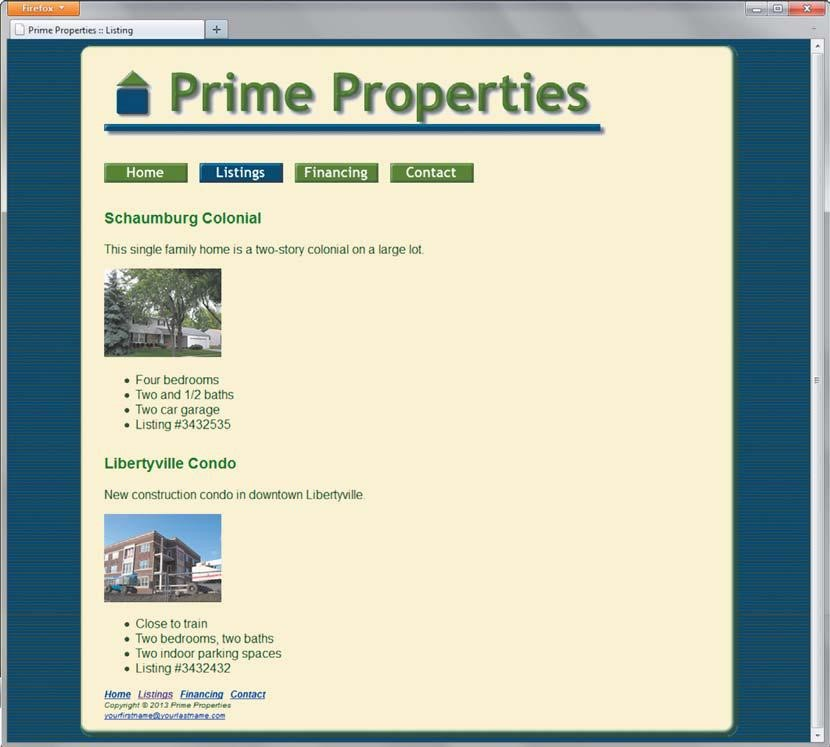 Firefox
Prime Properties :: Listing
Prime Properties
Home Listings Financing Contact
Schaumburg Colonial
This single family home is a two-story colonial on a large lot.
Four bedrooms
Two and 1/2 baths
Two car garage
Listing #3432535
Libertyville Condo
New construction condo in downtown Libertyville.
Close to train
Two bedrooms, two baths
Two indoor parking spaces
Listing #3432432
Home Listings Financing Contact
Copyright © 2013 Prime Properties
yourfirstname@yourlastname.com